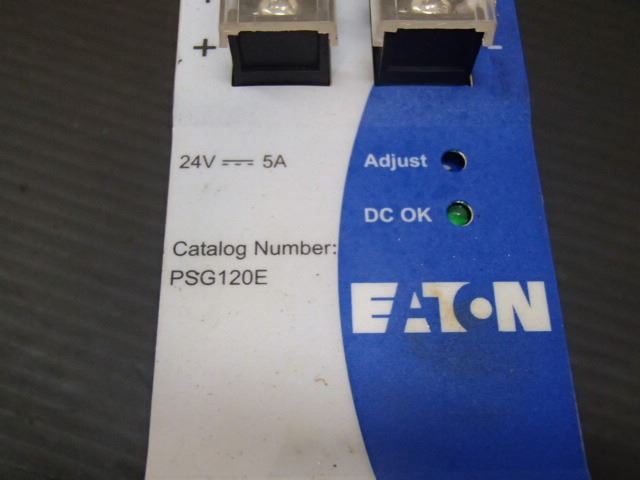 + -
24V ⎓ 5A
Adjust
DC OK
Catalog Number:
PSG120E
EATON